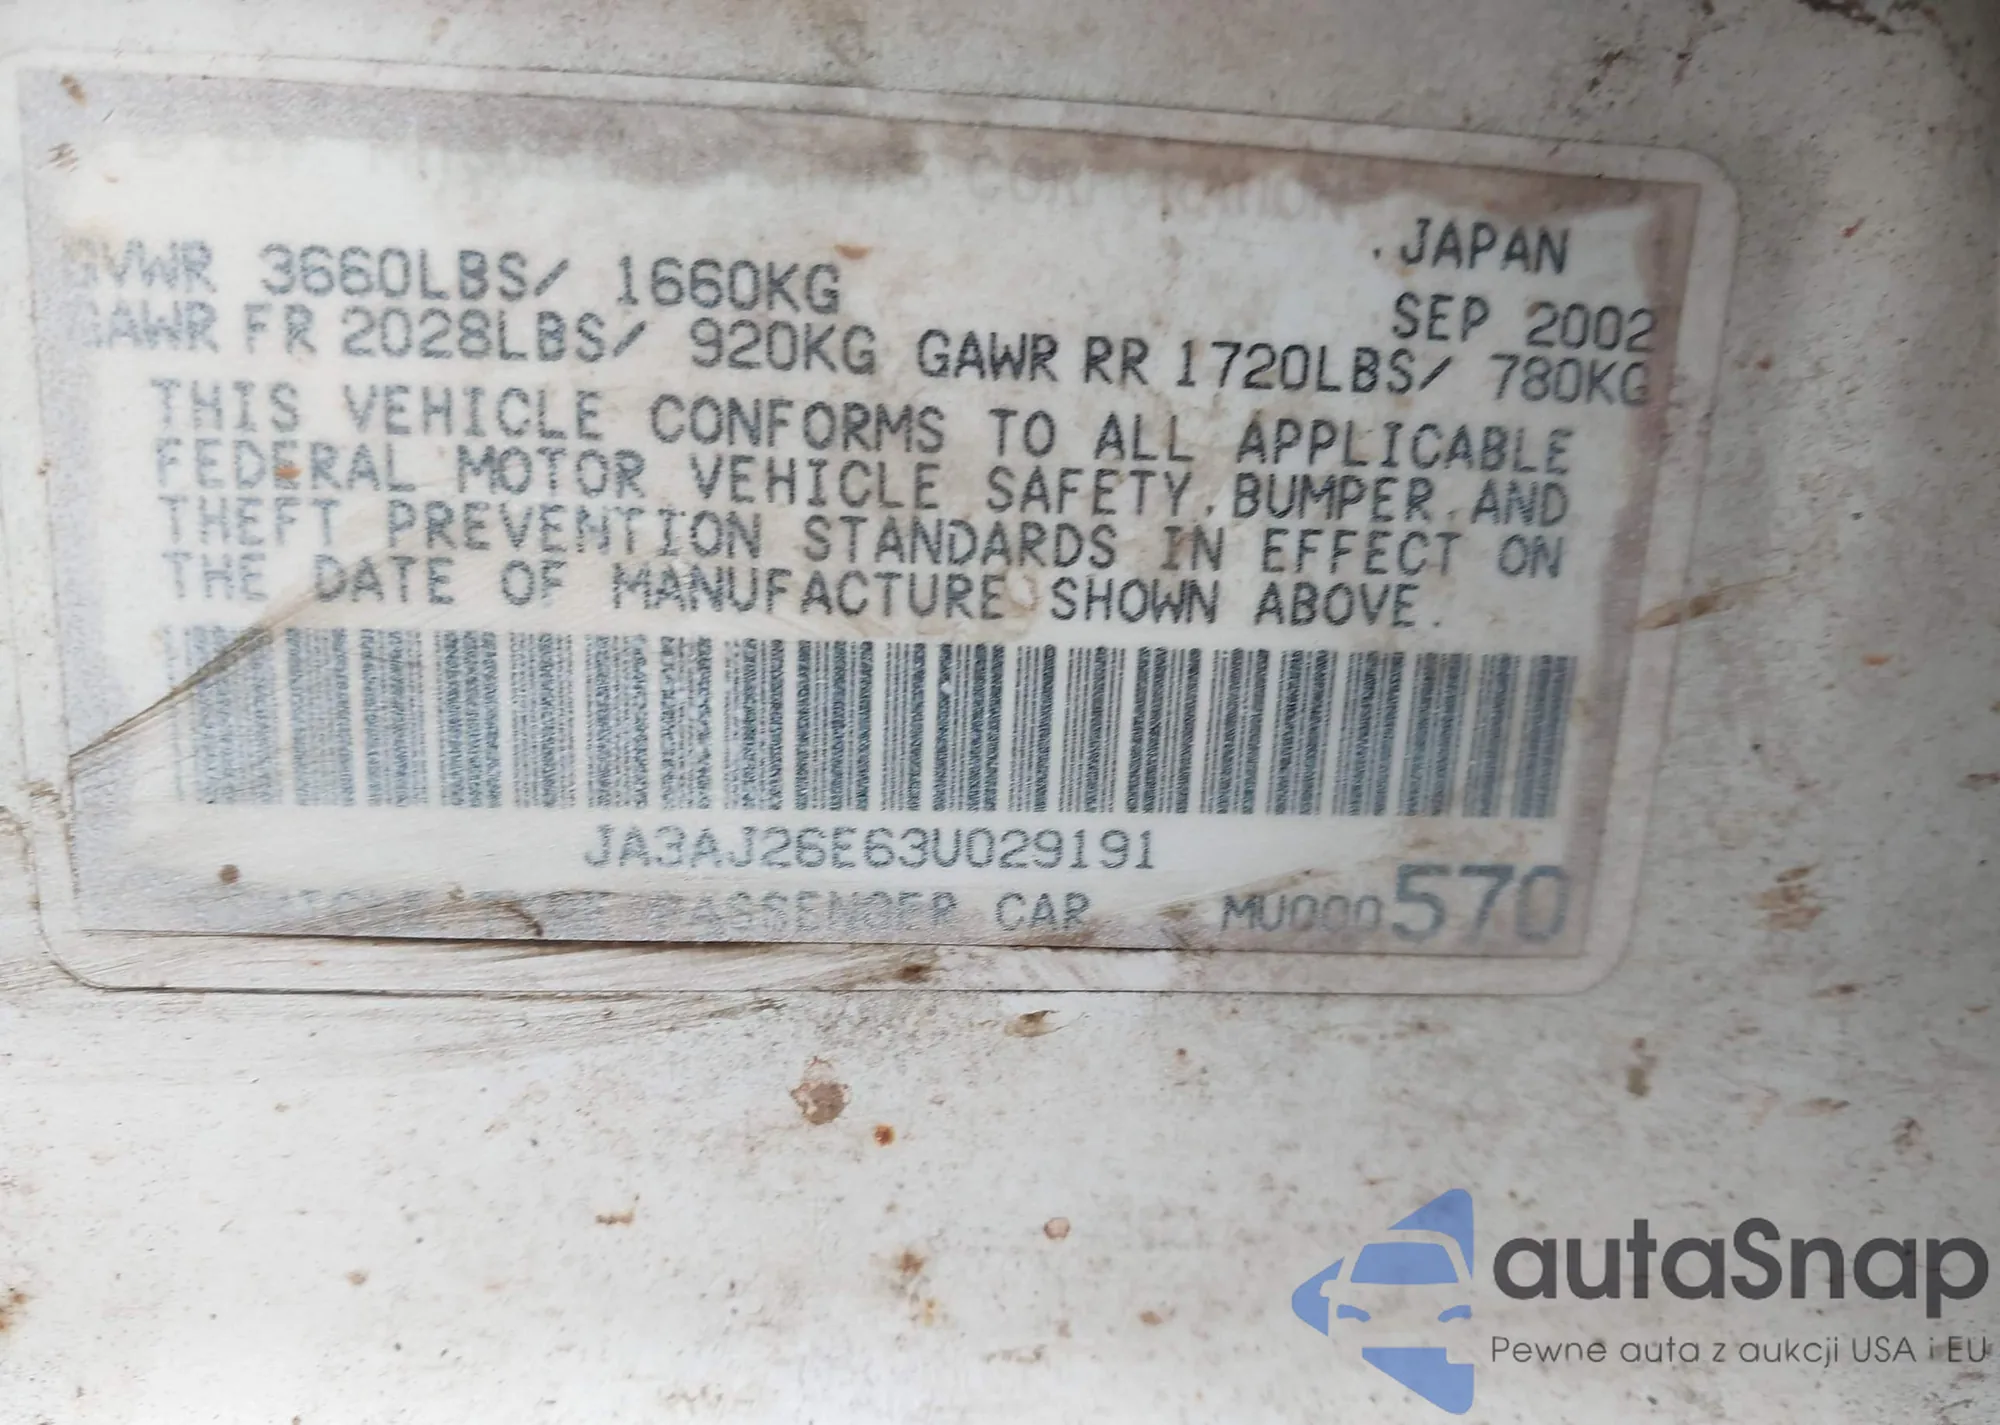 CORPORATION
JAPAN
GVWR 3660LBS/ 1660KG
SEP 2002
GAWR FR 2028LBS/ 920KG GAWR RR 1720LBS/ 780KG
THIS VEHICLE CONFORMS TO ALL APPLICABLE
FEDERAL MOTOR VEHICLE SAFETY, BUMPER, AND
THEFT PREVENTION STANDARDS IN EFFECT ON
THE DATE OF MANUFACTURE SHOWN ABOVE.
JA3AJ26E63U029191
PASSENGER CAR MU000570
autaSnap
Pewne auta z aukcji USA i EU